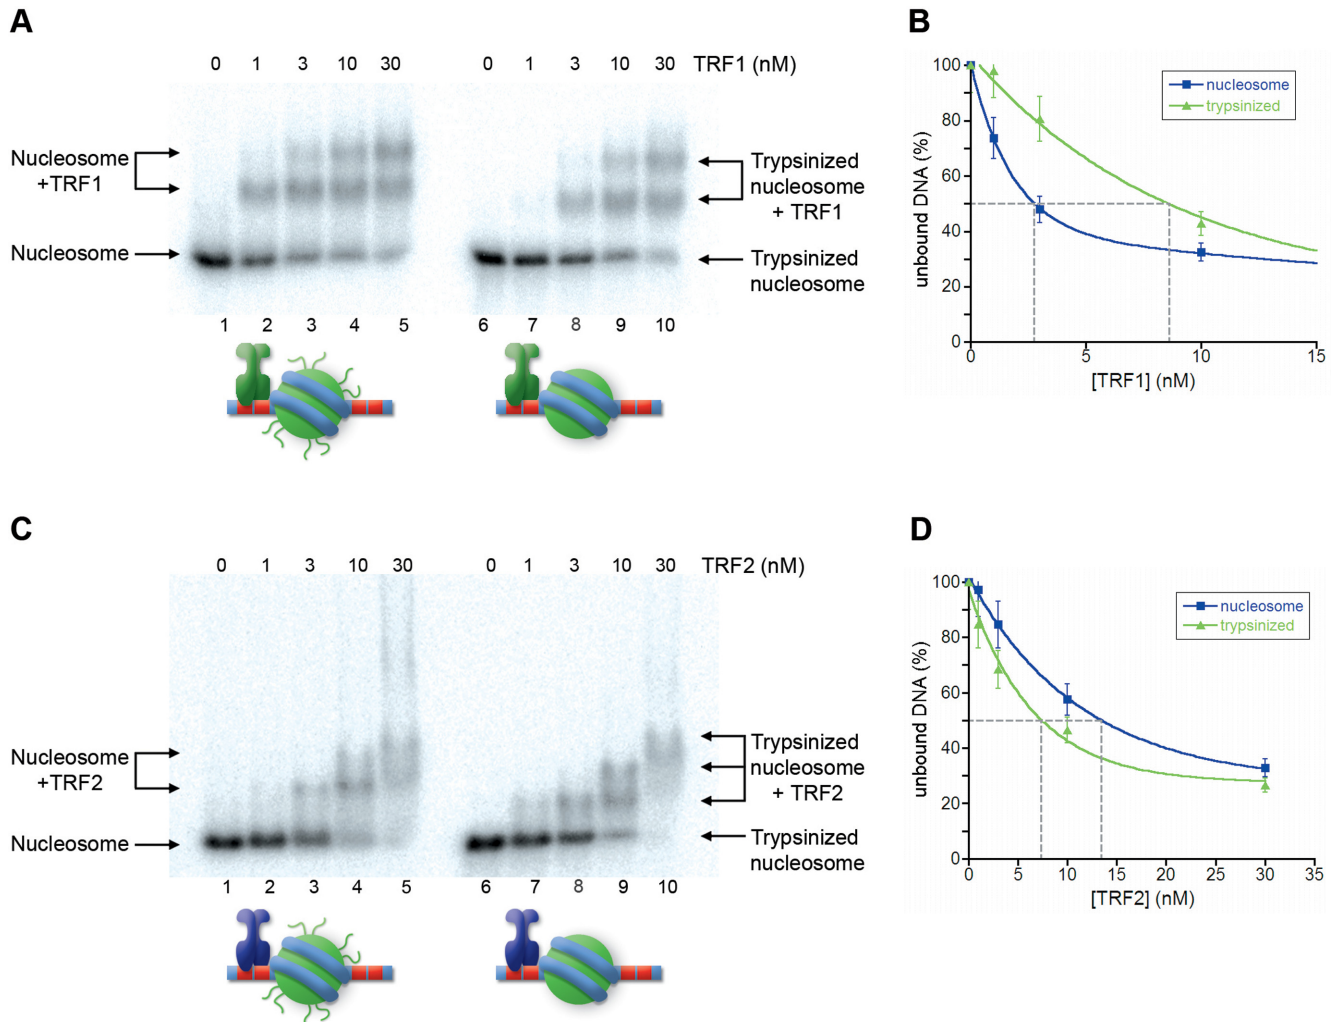 A
0 1 3 10 30 0 1 3 10 30 TRF1 (nM)
Nucleosome
+TRF1
Nucleosome
Trypsinized
nucleosome
+ TRF1
Trypsinized
nucleosome
1 2 3 4 5 6 7 8 9 10
B
100
80
60
40
20
0
unbound DNA (%)
nucleosome
trypsinized
0 5 10 15
[TRF1] (nM)
C
0 1 3 10 30 0 1 3 10 30 TRF2 (nM)
Nucleosome
+TRF2
Nucleosome
Trypsinized
nucleosome
+ TRF2
Trypsinized
nucleosome
1 2 3 4 5 6 7 8 9 10
D
100
80
60
40
20
0
unbound DNA (%)
nucleosome
trypsinized
0 5 10 15 20 25 30 35
[TRF2] (nM)